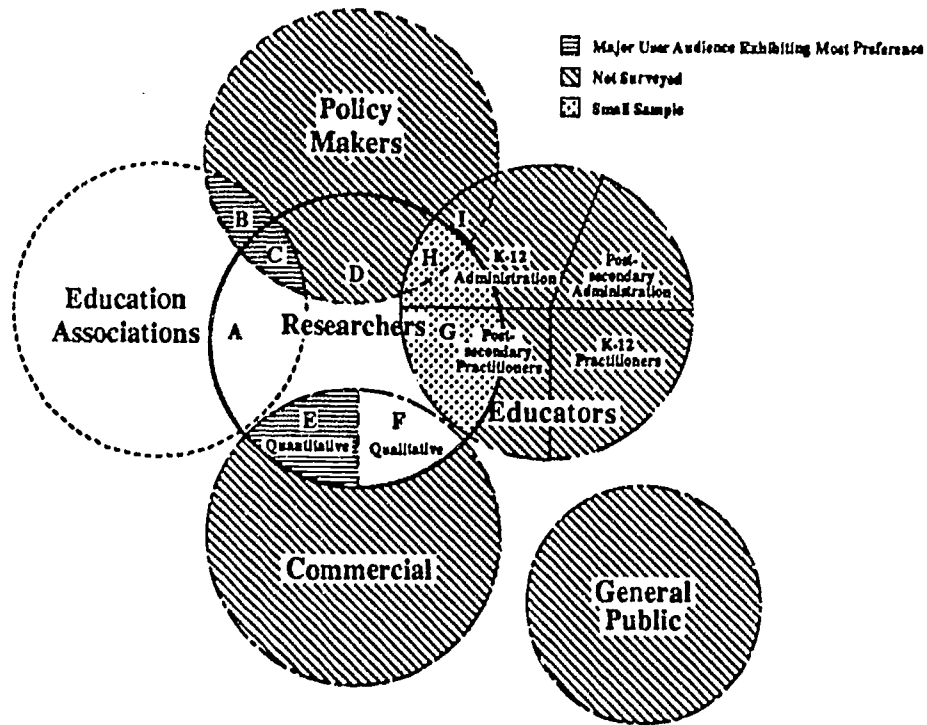 Major User Audience Exhibiting Most Preference
Not Surveyed
Small Sample
Policy
Makers
B
C
D
I
H
K-12
Administration
Post-
secondary
Administration
Education
Associations
A
Researchers
G
Post-
secondary
Practitioners
K-12
Practitioners
Educators
E
Quantitative
F
Qualitative
Commercial
General
Public